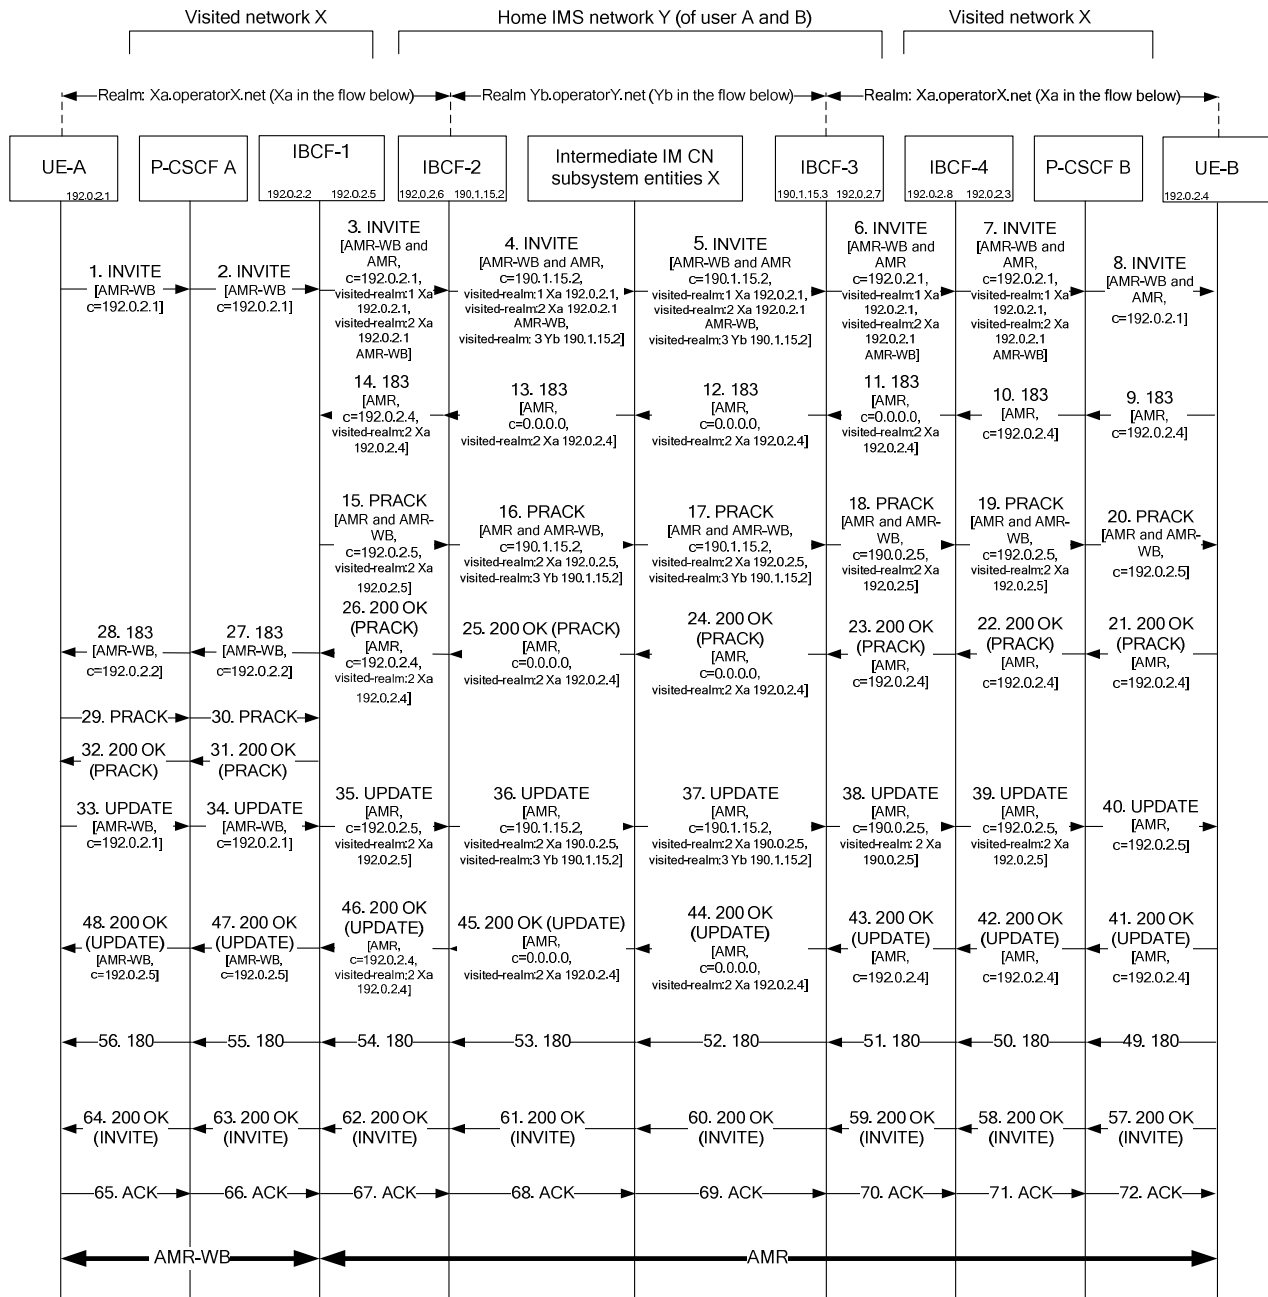 Visited network X
Home IMS network Y (of user A and B)
Visited network X
Realm: Xa.operatorX.net (Xa in the flow below)
Realm Yb.operatorY.net (Yb in the flow below)
Realm: Xa.operatorX.net (Xa in the flow below)
UE-A
192.0.2.1
P-CSCF A
IBCF-1
192.0.2.2
192.0.2.5
IBCF-2
192.0.2.6
190.1.15.2
Intermediate IM CN
subsystem entities X
IBCF-3
190.1.15.3
192.0.2.7
IBCF-4
192.0.2.8
192.0.2.3
P-CSCF B
UE-B
192.0.2.4
1. INVITE
[AMR-WB
c=192.0.2.1]
2. INVITE
[AMR-WB
c=192.0.2.1]
3. INVITE
[AMR-WB and
AMR,
c=192.0.2.1,
visited-realm:1 Xa
192.0.2.1,
visited-realm:2 Xa
192.0.2.1
AMR-WB]
4. INVITE
[AMR-WB and AMR,
c=190.1.15.2,
visited-realm:1 Xa 192.0.2.1,
visited-realm:2 Xa 192.0.2.1
AMR-WB,
visited-realm: 3 Yb 190.1.15.2]
5. INVITE
[AMR-WB and AMR
c=190.1.15.2,
visited-realm:1 Xa 192.0.2.1,
visited-realm:2 Xa 192.0.2.1
AMR-WB,
visited-realm:3 Yb 190.1.15.2]
6. INVITE
[AMR-WB and
AMR,
c=192.0.2.1,
visited-realm:1 Xa
192.0.2.1,
visited-realm:2 Xa
192.0.2.1
AMR-WB]
7. INVITE
[AMR-WB and
AMR,
c=192.0.2.1,
visited-realm:1 Xa
192.0.2.1,
visited-realm:2 Xa
192.0.2.1
AMR-WB]
8. INVITE
[AMR-WB and
AMR,
c=192.0.2.1]
14. 183
[AMR,
c=192.0.2.4,
visited-realm:2 Xa
192.0.2.4]
13. 183
[AMR,
c=0.0.0.0,
visited-realm:2 Xa 192.0.2.4]
12. 183
[AMR,
c=0.0.0.0,
visited-realm:2 Xa 192.0.2.4]
11. 183
[AMR,
c=0.0.0.0,
visited-realm:2 Xa
192.0.2.4]
10. 183
[AMR,
c=192.0.2.4]
9. 183
[AMR,
c=192.0.2.4]
15. PRACK
[AMR and AMR-
WB,
c=192.0.2.5,
visited-realm:2 Xa
192.0.2.5]
16. PRACK
[AMR and AMR-WB,
c=190.1.15.2,
visited-realm:2 Xa 192.0.2.5,
visited-realm:3 Yb 190.1.15.2]
17. PRACK
[AMR and AMR-WB,
c=190.1.15.2,
visited-realm:2 Xa 192.0.2.5,
visited-realm:3 Yb 190.1.15.2]
18. PRACK
[AMR and AMR-
WB,
c=190.0.2.5,
visited-realm:2 Xa
192.0.2.5]
19. PRACK
[AMR and AMR-
WB,
c=192.0.2.5,
visited-realm:2 Xa
192.0.2.5]
20. PRACK
[AMR and AMR-
WB,
c=192.0.2.5]
28. 183
[AMR-WB,
c=192.0.2.2]
27. 183
[AMR-WB,
c=192.0.2.2]
26. 200 OK
(PRACK)
[AMR,
c=192.0.2.4,
visited-realm:2 Xa
192.0.2.4]
25. 200 OK (PRACK)
[AMR,
c=0.0.0.0,
visited-realm:2 Xa 192.0.2.4]
24. 200 OK
(PRACK)
[AMR,
c=0.0.0.0,
visited-realm:2 Xa 192.0.2.4]
23. 200 OK
(PRACK)
[AMR,
c=192.0.2.4]
22. 200 OK
(PRACK)
[AMR,
c=192.0.2.4]
21. 200 OK
(PRACK)
[AMR,
c=192.0.2.4]
29. PRACK
30. PRACK
32. 200 OK
(PRACK)
31. 200 OK
(PRACK)
33. UPDATE
[AMR-WB,
c=192.0.2.1]
34. UPDATE
[AMR-WB,
c=192.0.2.1]
35. UPDATE
[AMR,
c=192.0.2.5,
visited-realm:2 Xa
192.0.2.5]
36. UPDATE
[AMR,
c=190.1.15.2,
visited-realm:2 Xa 190.0.2.5,
visited-realm:3 Yb 190.1.15.2]
37. UPDATE
[AMR,
c=190.1.15.2,
visited-realm:2 Xa 190.0.2.5,
visited-realm:3 Yb 190.1.15.2]
38. UPDATE
[AMR,
c=190.0.2.5,
visited-realm: 2 Xa
190.0.2.5]
39. UPDATE
[AMR,
c=192.0.2.5,
visited-realm:2 Xa
192.0.2.5]
40. UPDATE
[AMR,
c=192.0.2.5]
48. 200 OK
(UPDATE)
[AMR-WB,
c=192.0.2.5]
47. 200 OK
(UPDATE)
[AMR-WB,
c=192.0.2.5]
46. 200 OK
(UPDATE)
[AMR,
c=192.0.2.4,
visited-realm:2 Xa
192.0.2.4]
45. 200 OK (UPDATE)
[AMR,
c=0.0.0.0,
visited-realm:2 Xa 192.0.2.4]
44. 200 OK
(UPDATE)
[AMR,
c=0.0.0.0,
visited-realm:2 Xa 192.0.2.4]
43. 200 OK
(UPDATE)
[AMR,
c=192.0.2.4]
42. 200 OK
(UPDATE)
[AMR,
c=192.0.2.4]
41. 200 OK
(UPDATE)
[AMR,
c=192.0.2.4]
56. 180
55. 180
54. 180
53. 180
52. 180
51. 180
50. 180
49. 180
64. 200 OK
(INVITE)
63. 200 OK
(INVITE)
62. 200 OK
(INVITE)
61. 200 OK
(INVITE)
60. 200 OK
(INVITE)
59. 200 OK
(INVITE)
58. 200 OK
(INVITE)
57. 200 OK
(INVITE)
65. ACK
66. ACK
67. ACK
68. ACK
69. ACK
70. ACK
71. ACK
72. ACK
AMR-WB
AMR